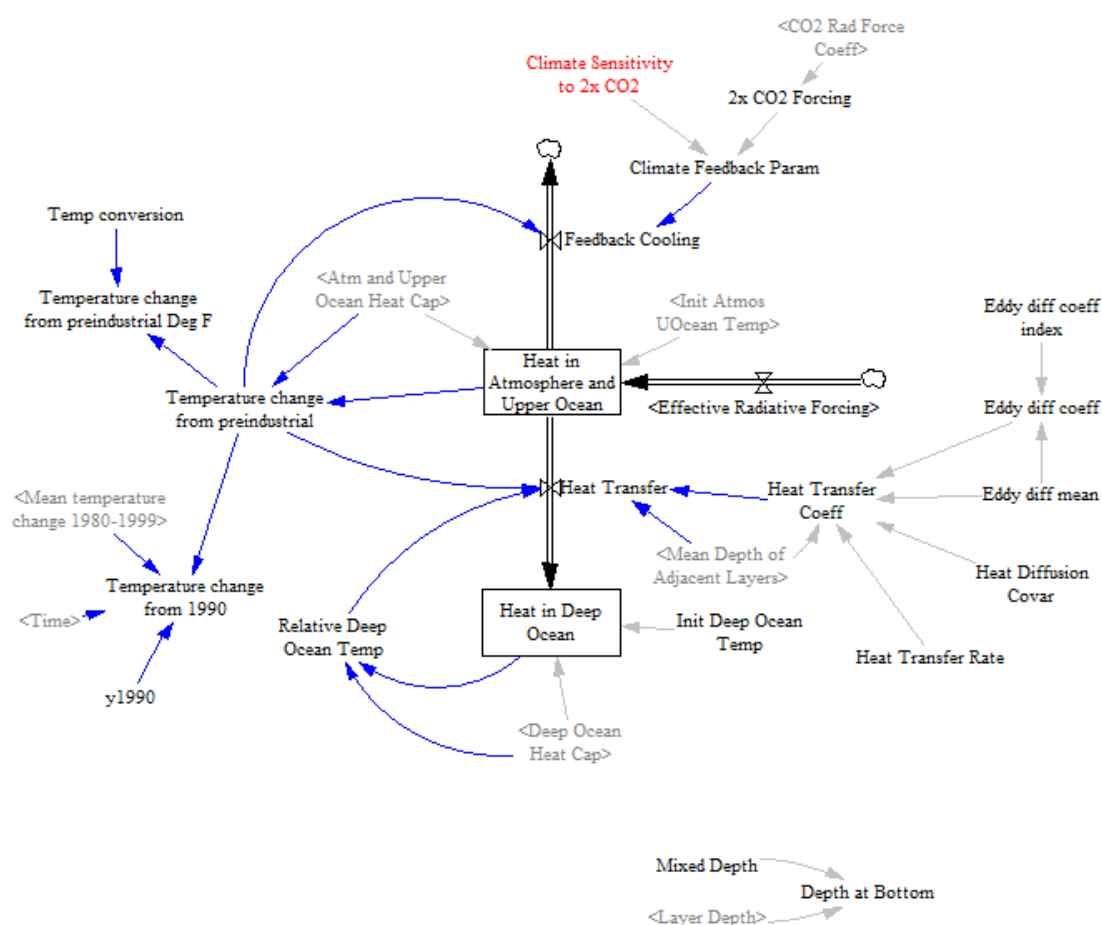 <CO2 Rad Force
Coeff>
Climate Sensitivity
to 2x CO2
2x CO2 Forcing
Climate Feedback Param
Temp conversion
Feedback Cooling
<Atm and Upper
Ocean Heat Cap>
<Init Atmos
UOcean Temp>
Temperature change
from preindustrial Deg F
Eddy diff coeff
index
Heat in
Atmosphere and
Upper Ocean
Temperature change
from preindustrial
<Effective Radiative Forcing>
Eddy diff coeff
<Mean temperature
change 1980-1999>
Heat Transfer
Heat Transfer
Coeff
Eddy diff mean
<Mean Depth of
Adjacent Layers>
Heat Diffusion
Covar
Temperature change
from 1990
<Time>
Relative Deep
Ocean Temp
Heat in Deep
Ocean
Init Deep Ocean
Temp
Heat Transfer Rate
y1990
<Deep Ocean
Heat Cap>
Mixed Depth
Depth at Bottom
<Layer Depth>